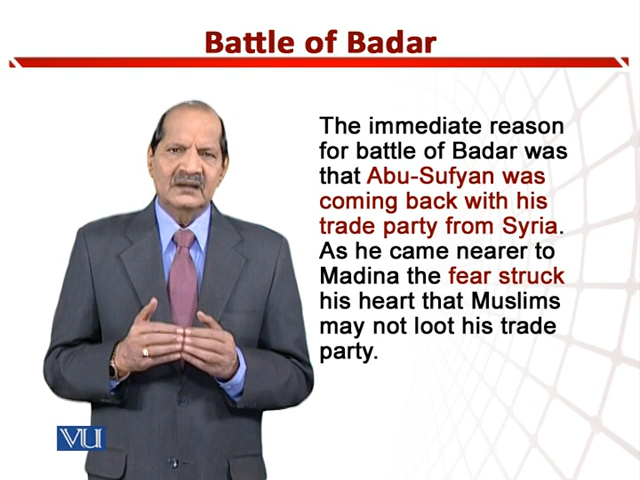 Battle of Badar
The immediate reason
for battle of Badar was
that Abu-Sufyan was
coming back with his
trade party from Syria.
As he came nearer to
Madina the fear struck
his heart that Muslims
may not loot his trade
party.
VU